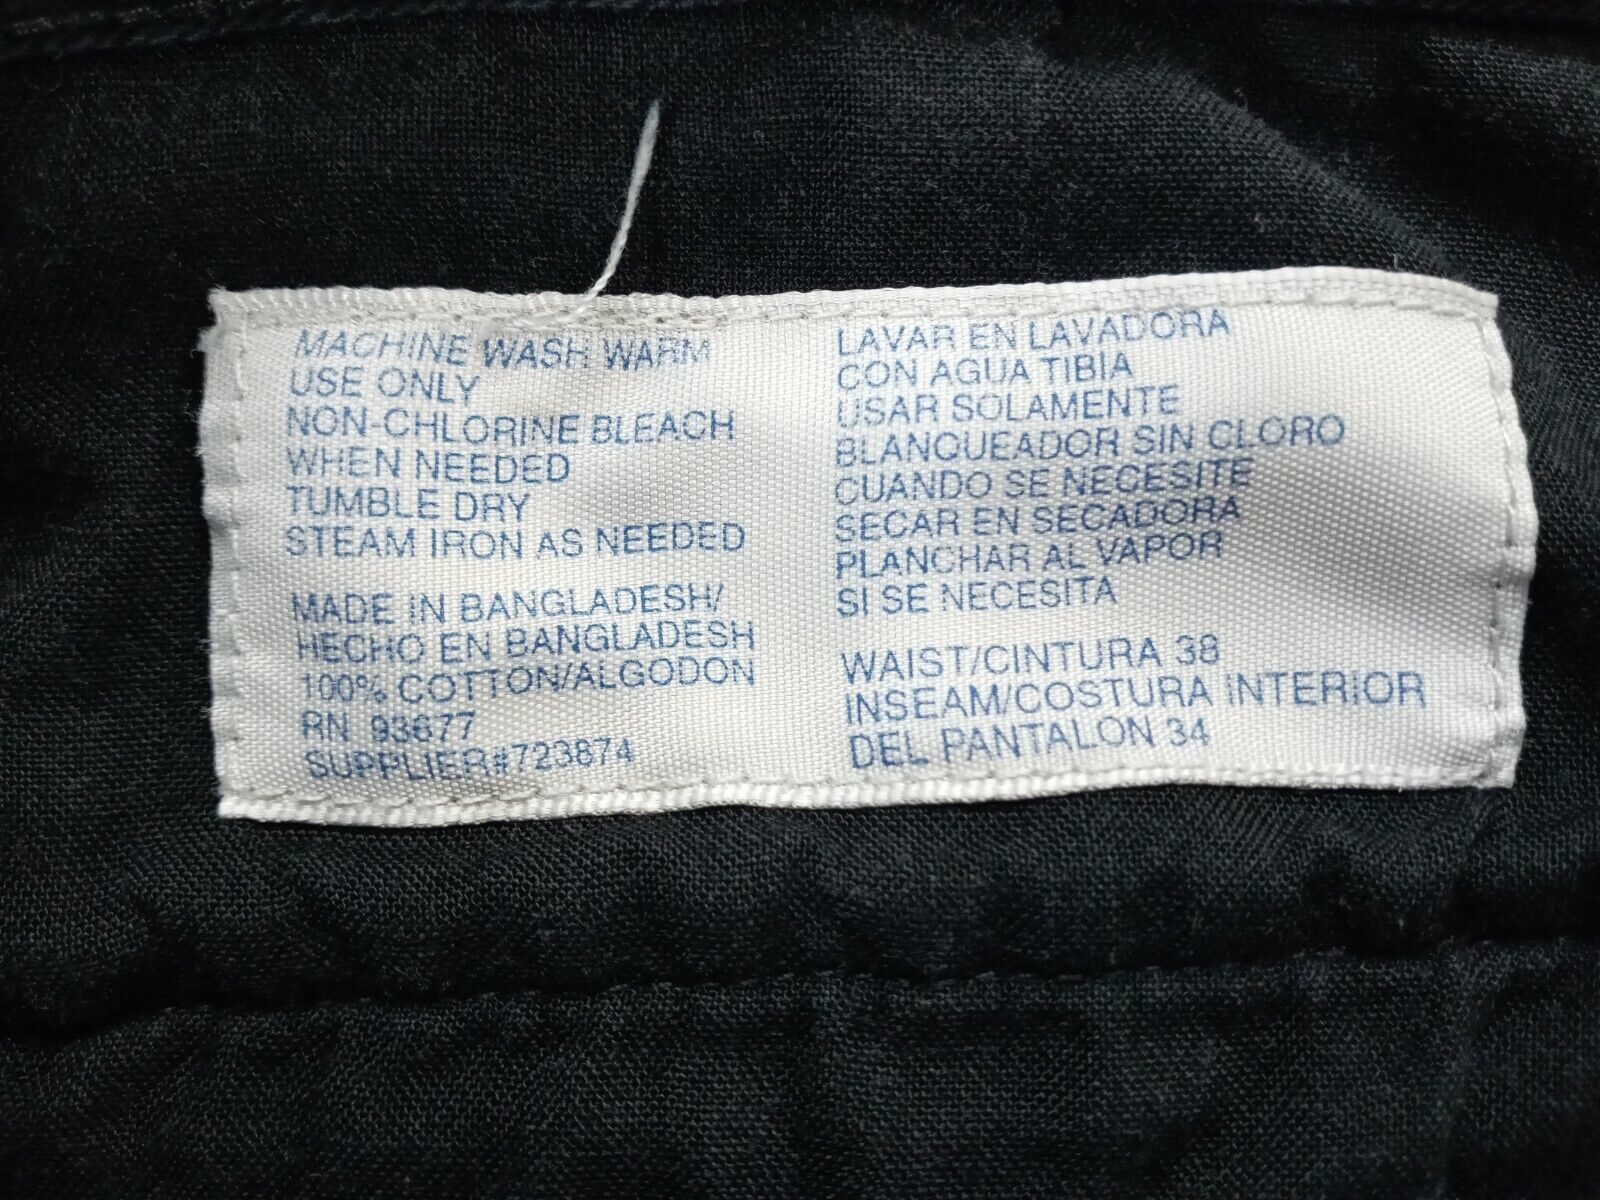 MACHINE WASH WARM
USE ONLY
NON-CHLORINE BLEACH
WHEN NEEDED
TUMBLE DRY
STEAM IRON AS NEEDED
MADE IN BANGLADESH/
HECHO EN BANGLADESH
100% COTTON/ALGODON
RN 93677
SUPPLIER#723874
LAVAR EN LAVADORA
CON AGUA TIBIA
USAR SOLAMENTE
BLANQUEADOR SIN CLORO
CUANDO SE NECESITE
SECAR EN SECADORA
PLANCHAR AL VAPOR
SI SE NECESITA
WAIST/CINTURA 38
INSEAM/COSTURA INTERIOR
DEL PANTALON 34